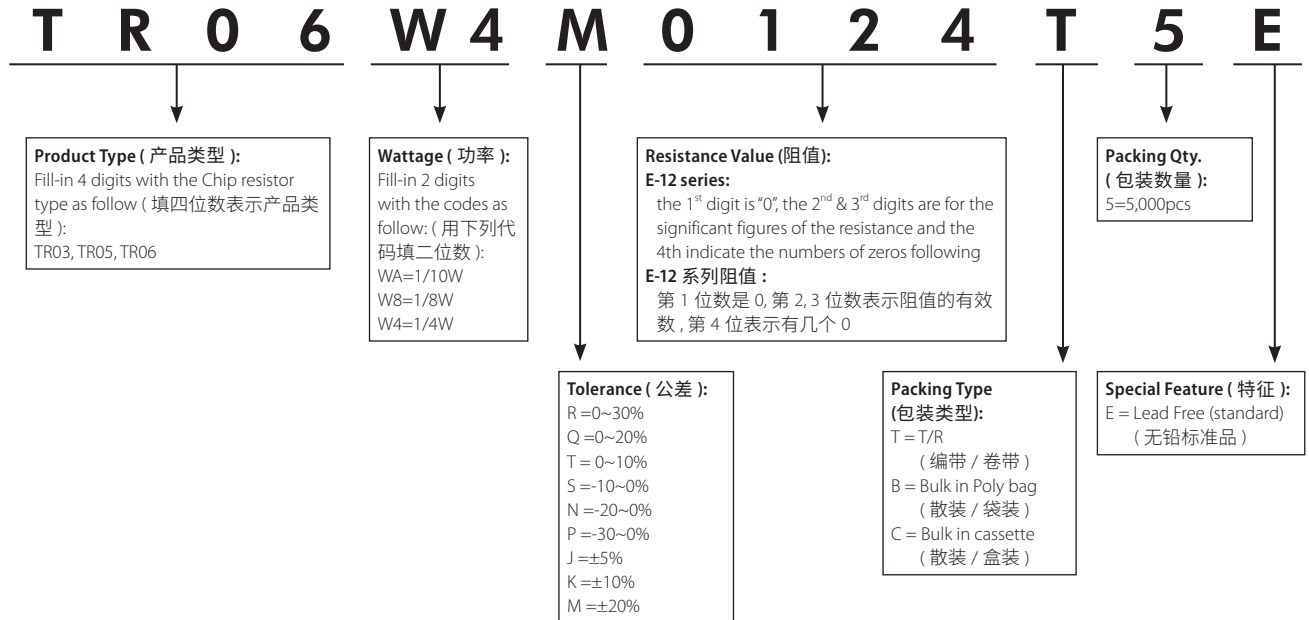 T R 0 6 W 4 M 0 1 2 4 T 5 E
Product Type ( 产品类型 ):
Fill-in 4 digits with the Chip resistor
type as follow ( 填四位数表示产品类
型 ):
TR03, TR05, TR06
Wattage ( 功率 ):
Fill-in 2 digits
with the codes as
follow: ( 用下列代
码填二位数 ):
WA=1/10W
W8=1/8W
W4=1/4W
Resistance Value (阻值):
E-12 series:
the 1st digit is "0", the 2nd & 3rd digits are for the
significant figures of the resistance and the
4th indicate the numbers of zeros following
E-12 系列阻值 :
第 1 位数是 0, 第 2, 3 位数表示阻值的有效
数 , 第 4 位表示有几个 0
Packing Qty.
( 包装数量 ):
5=5,000pcs
Tolerance ( 公差 ):
R =0~30%
Q =0~20%
T = 0~10%
S =-10~0%
N =-20~0%
P =-30~0%
J =±5%
K =±10%
M =±20%
Packing Type
(包装类型):
T = T/R
( 编带 / 卷带 )
B = Bulk in Poly bag
( 散装 / 袋装 )
C = Bulk in cassette
( 散装 / 盒装 )
Special Feature ( 特征 ):
E = Lead Free (standard)
( 无铅标准品 )